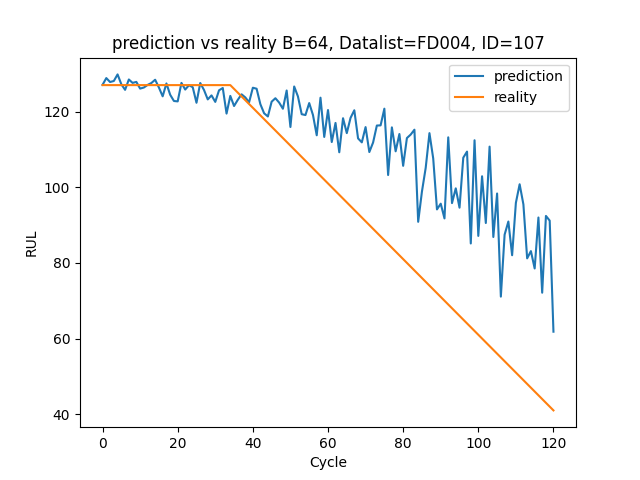 prediction vs reality B=64, Datalist=FD004, ID=107
prediction
reality
RUL
120
100
80
60
40
0 20 40 60 80 100 120
Cycle